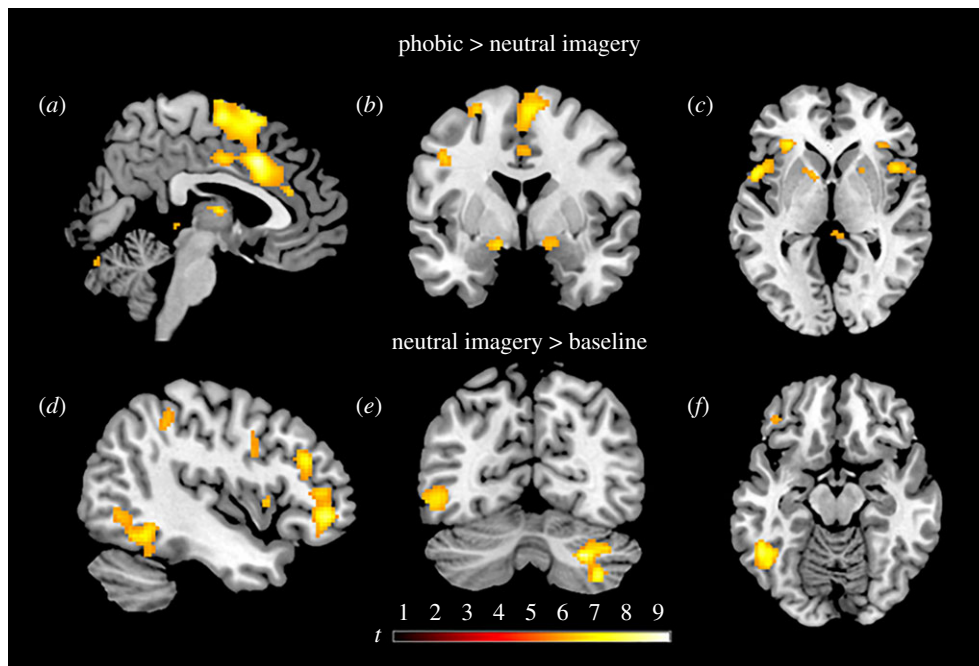 phobic > neutral imagery
(a) (b) (c)
neutral imagery > baseline
(d) (e) (f)
1 2 3 4 5 6 7 8 9
t